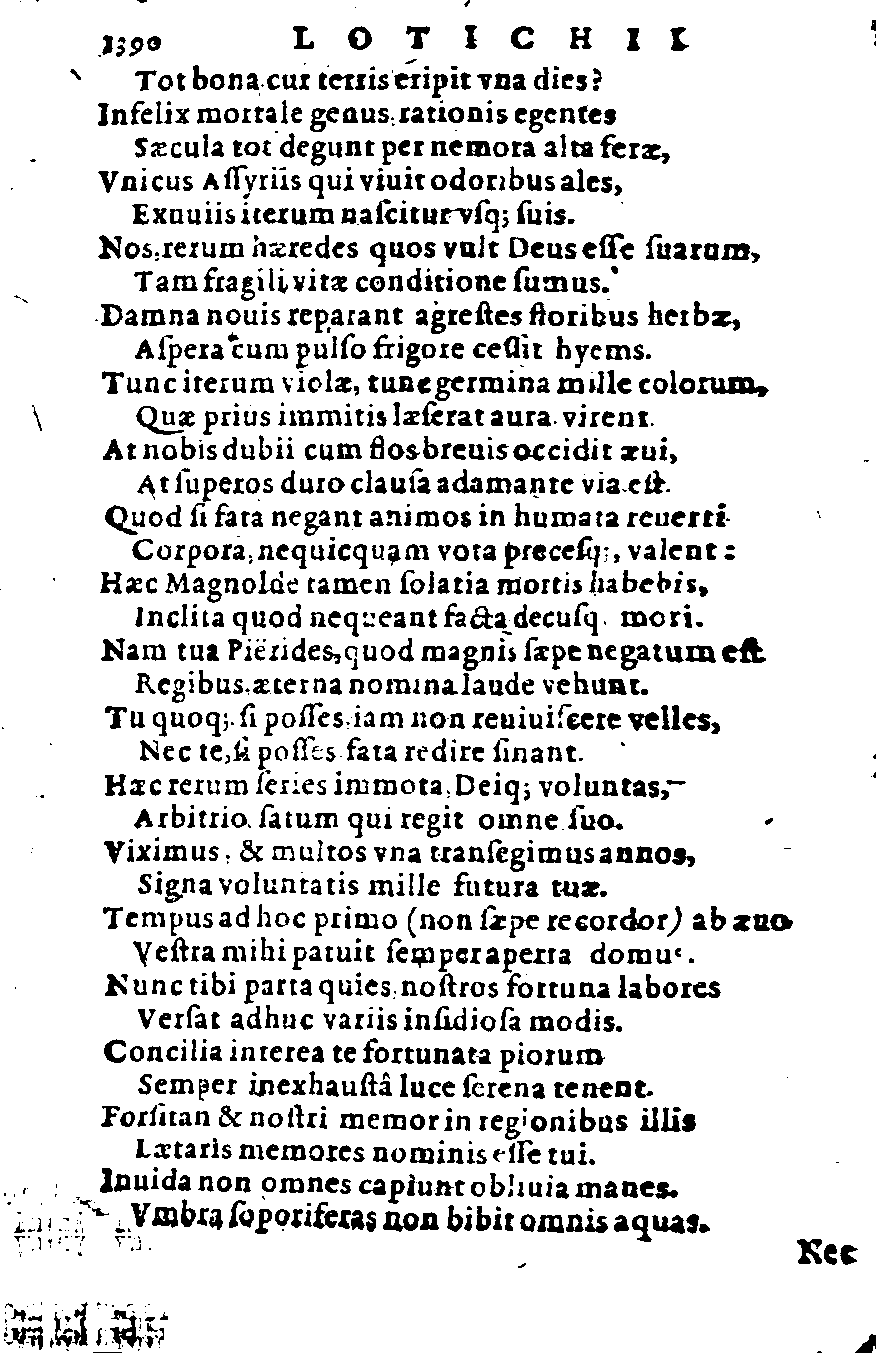 1390 LOTICHII
Tot bona cur terris eripit vna dies?
Infelix mortale genus, rationis egentes
Sæcula tot degunt per nemora alta feræ,
Vnicus Aſſyriis qui viuit odoribus ales,
Exuuiis iterum naſcitur vſq; ſuis.
Nos, rerum hæredes quos vult Deus eſſe ſuarum,
Tam fragili vitæ conditione ſumus.
Damna nouis reparant agreſtes floribus herbæ,
Aſpera cum pulſo frigore ceſſit hyems.
Tunc iterum violæ, tunc germina mille colorum,
Quæ prius immitis læſerat aura virent.
At nobis dubii cum flos breuis occidit æui,
At ſuperos duro clauſa adamante via eſt.
Quod ſi fata negant animos in humata reuerti
Corpora, nequicquam vota preceſq;, valent:
Hæc Magnolde tamen ſolatia mortis habebis,
Inclita quod nequeant facta decuſq. mori.
Nam tua Piërides, quod magnis ſæpe negatum eſt
Regibus, æterna nomina laude vehunt.
Tu quoq; ſi poſſes, iam non reuiuiſcere velles,
Nec te, ſi poſſes fata redire ſinant.
Hæc rerum ſeries immota, Deiq; voluntas,
Arbitrio ſatum qui regit omne ſuo.
Viximus, & multos vna tranſegimus annos,
Signa voluntatis mille futura tuæ.
Tempus ad hoc primo (non ſæpe recordor) ab æuo
Veſtra mihi patuit ſemper aperta domus.
Nunc tibi parta quies, noſtros fortuna labores
Verſat adhuc variis inſidioſa modis.
Concilia interea te fortunata piorum
Semper inexhauſtâ luce ſerena tenent.
Forſitan & noſtri memor in regionibus illis
Lætaris memores nominis eſſe tui.
Inuida non omnes capiunt obliuia manes.
Vmbra ſoporiferas non bibit omnis aquas.
Nec